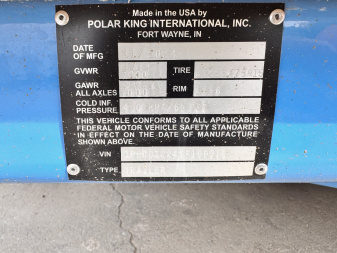 Made in the USA by
POLAR KING INTERNATIONAL, INC.
FORT WAYNE, IN
DATE
OF MFG
GVWR TIRE
GAWR
ALL AXLES RIM
COLD INF.
PRESSURE
THIS VEHICLE CONFORMS TO ALL APPLICABLE
FEDERAL MOTOR VEHICLE SAFETY STANDARDS
IN EFFECT ON THE DATE OF MANUFACTURE
SHOWN ABOVE.
VIN
TYPE TRAILER